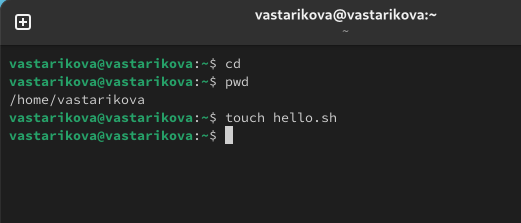 vastarikova@vastarikova:~
~
vastarikova@vastarikova:~$ cd
vastarikova@vastarikova:~$ pwd
/home/vastarikova
vastarikova@vastarikova:~$ touch hello.sh
vastarikova@vastarikova:~$